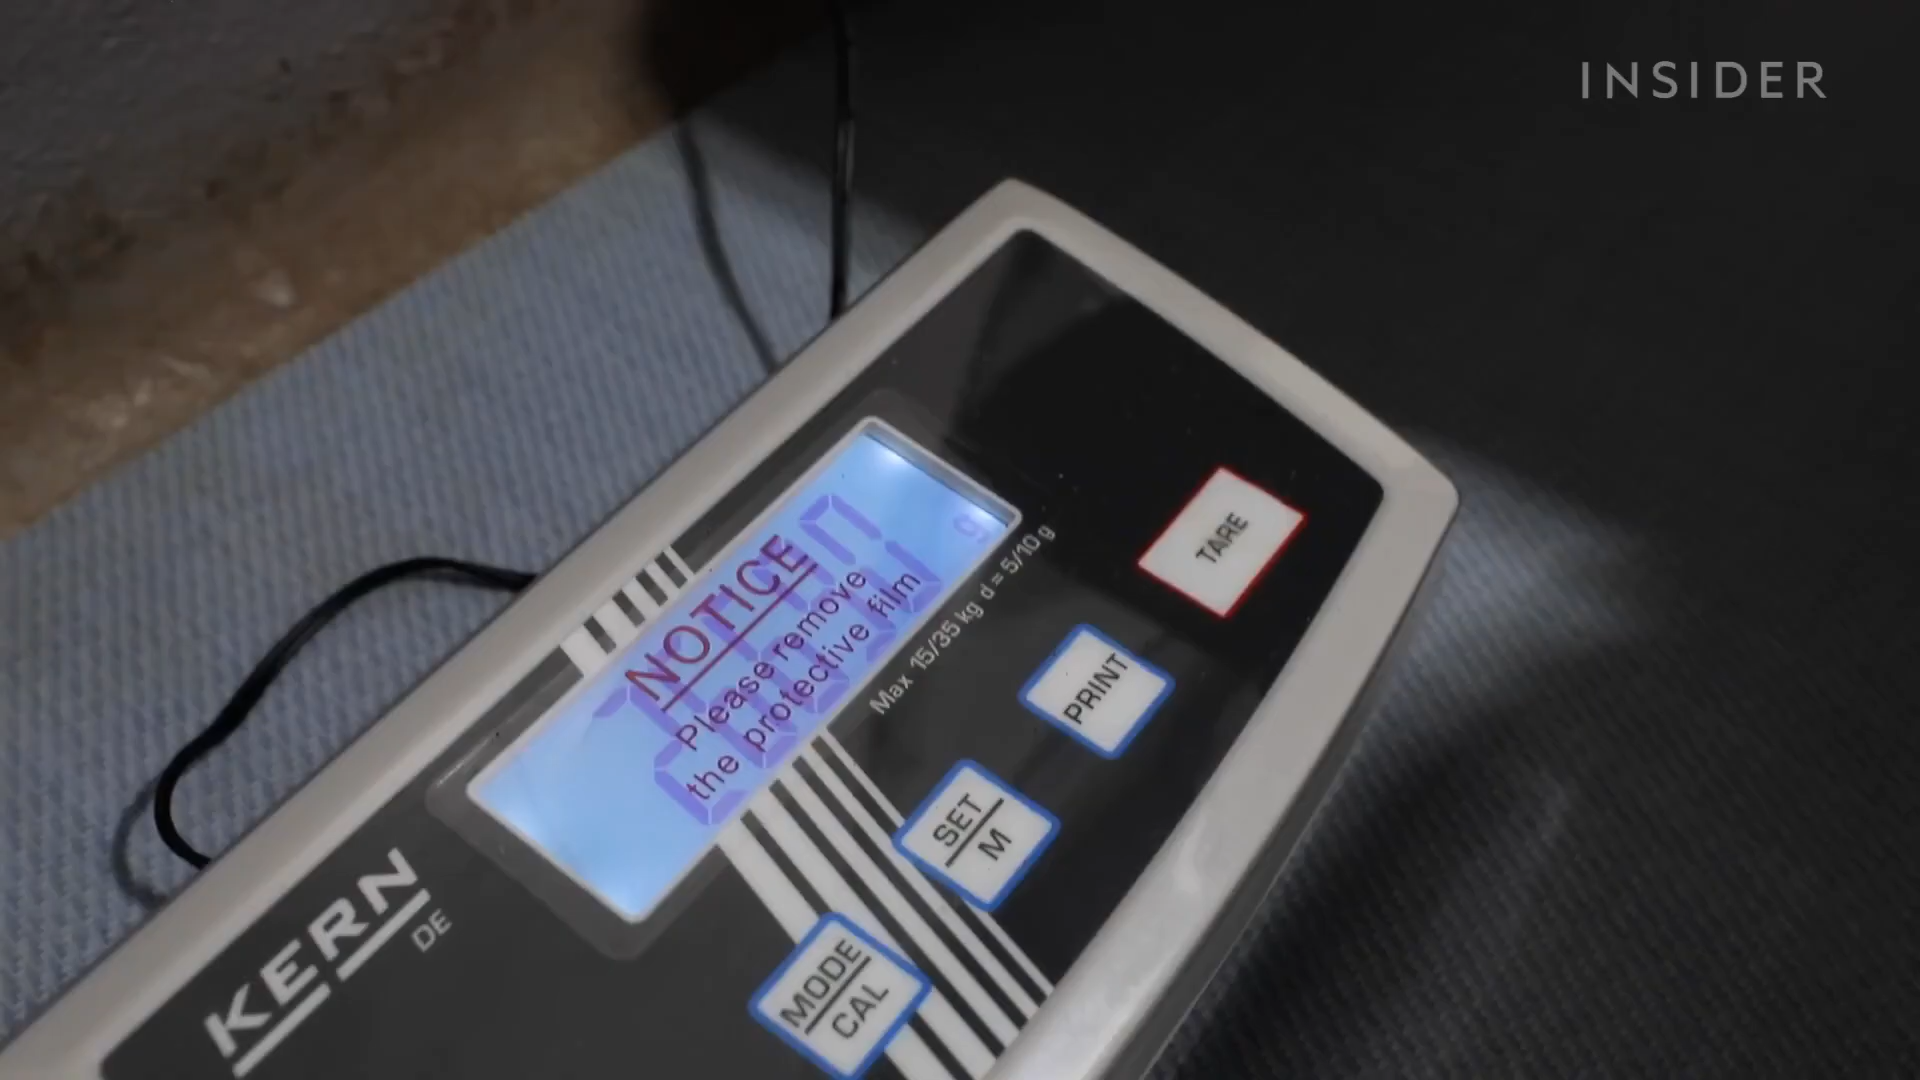 INSIDER
NOTICE
Please remove
the protective film
g
Max 15/35 kg d = 5/10 g
TARE
PRINT
SET
M
MODE
CAL
KERN
DE